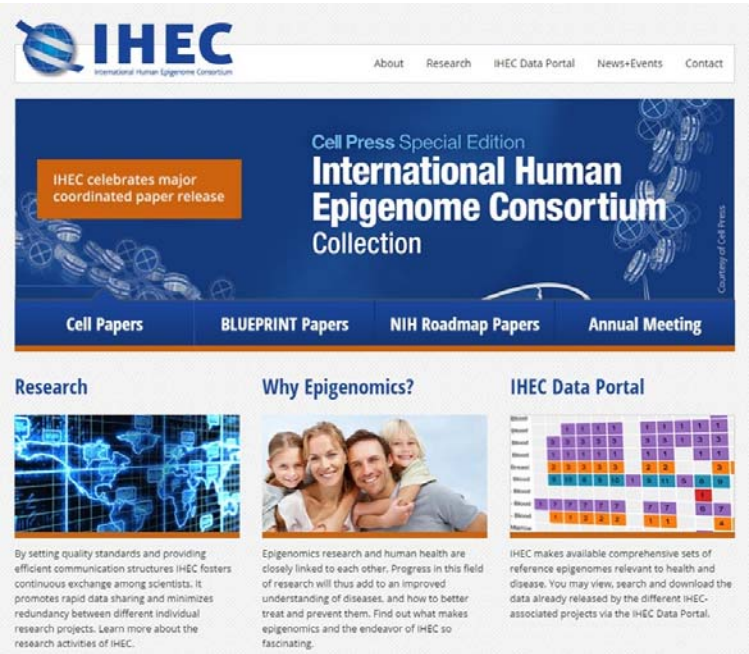 IHEC
International Human Epigenome Consortium
About Research IHEC Data Portal News+Events Contact
Cell Press Special Edition
IHEC celebrates major
coordinated paper release
International Human
Epigenome Consortium
Collection
Courtesy of Cell Press
Cell Papers BLUEPRINT Papers NIH Roadmap Papers Annual Meeting
Research Why Epigenomics? IHEC Data Portal
By setting quality standards and providing
efficient communication structures IHEC fosters
continuous exchange among scientists. It
promotes rapid data sharing and minimizes
redundancy between different individual
research projects. Learn more about the
research activities of IHEC.
Epigenomics research and human health are
closely linked to each other. Progress in this field
of research will thus add to an improved
understanding of diseases, and how to better
treat and prevent them. Find out what makes
epigenomics and the endeavor of IHEC so
fascinating.
IHEC makes available comprehensive sets of
reference epigenomes relevant to health and
disease. You may view, search and download the
data already released by the different IHEC-
associated projects via the IHEC Data Portal.